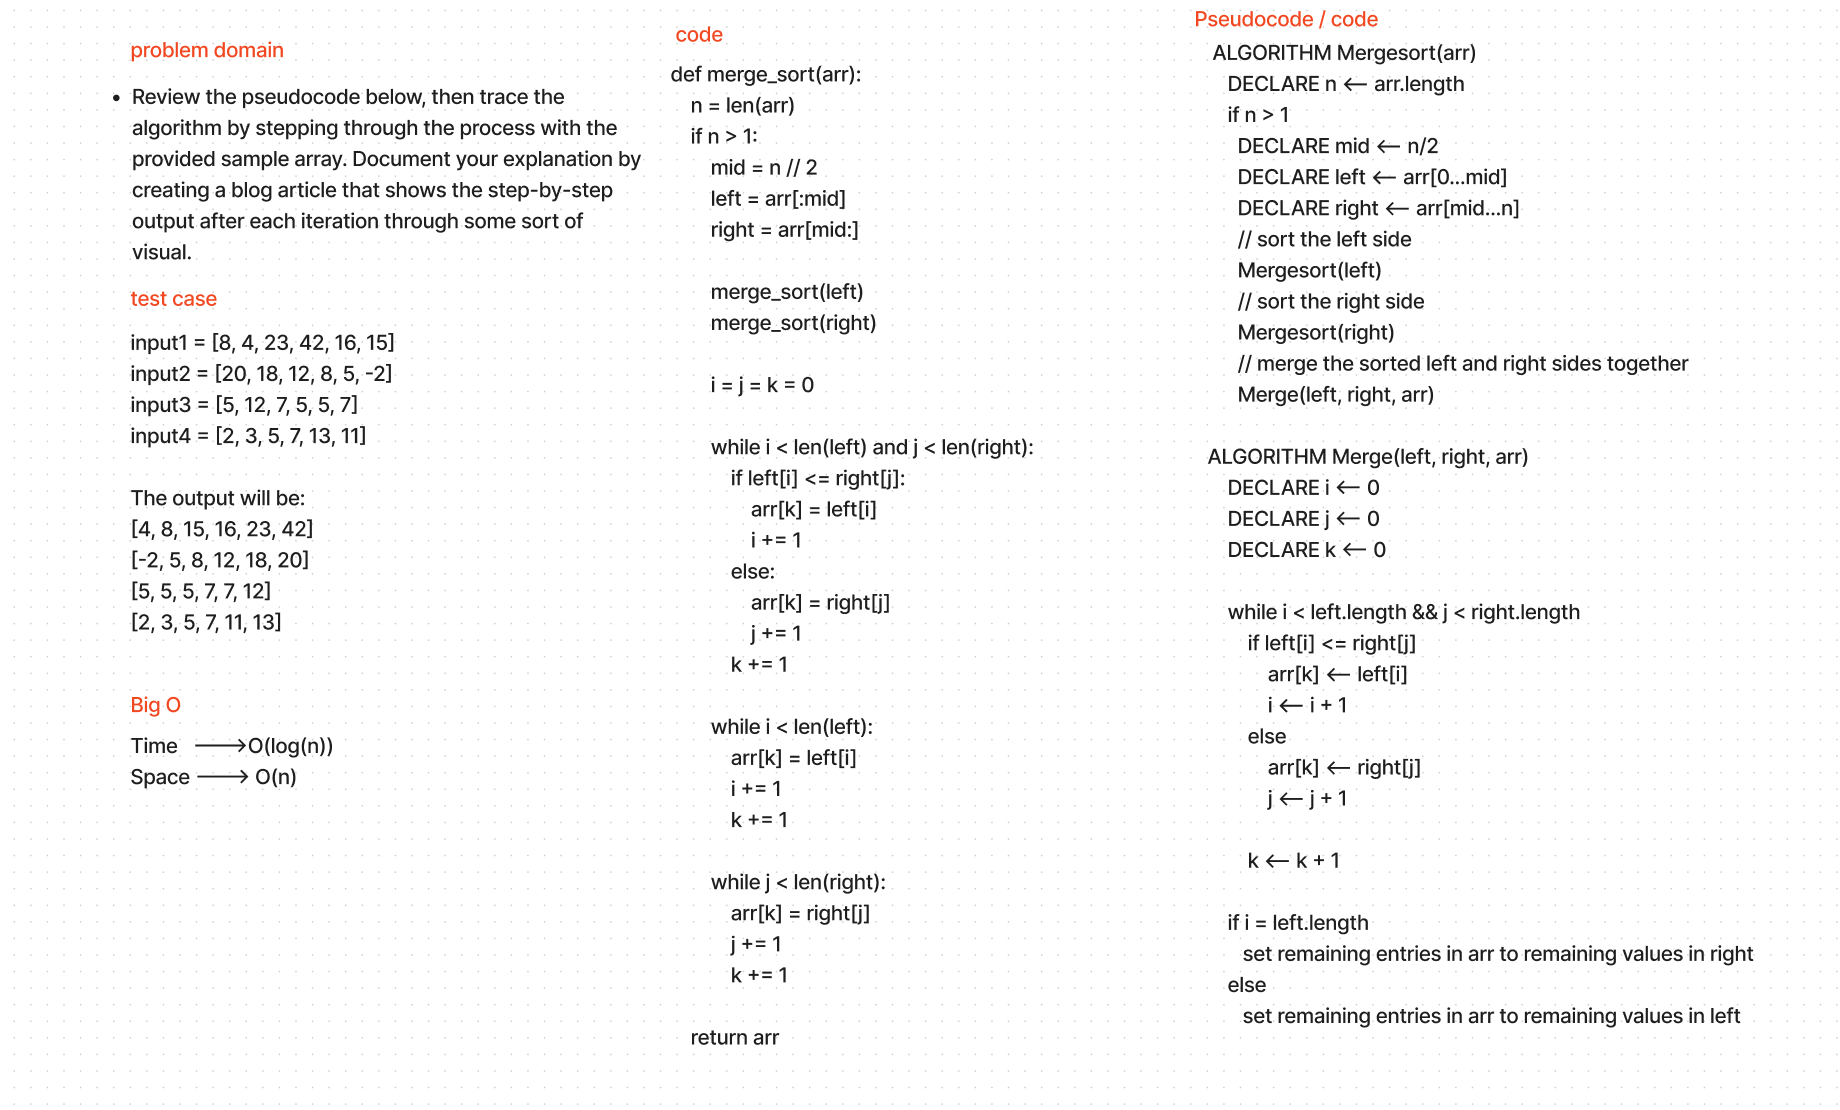 problem domain
• Review the pseudocode below, then trace the
algorithm by stepping through the process with the
provided sample array. Document your explanation by
creating a blog article that shows the step-by-step
output after each iteration through some sort of
visual.
test case
input1 = [8, 4, 23, 42, 16, 15]
input2 = [20, 18, 12, 8, 5, -2]
input3 = [5, 12, 7, 5, 5, 7]
input4 = [2, 3, 5, 7, 13, 11]
The output will be:
[4, 8, 15, 16, 23, 42]
[-2, 5, 8, 12, 18, 20]
[5, 5, 5, 7, 7, 12]
[2, 3, 5, 7, 11, 13]
Big O
Time ⟶O(log(n))
Space ⟶ O(n)
code
def merge_sort(arr):
n = len(arr)
if n > 1:
mid = n // 2
left = arr[:mid]
right = arr[mid:]
merge_sort(left)
merge_sort(right)
i = j = k = 0
while i < len(left) and j < len(right):
if left[i] <= right[j]:
arr[k] = left[i]
i += 1
else:
arr[k] = right[j]
j += 1
k += 1
while i < len(left):
arr[k] = left[i]
i += 1
k += 1
while j < len(right):
arr[k] = right[j]
j += 1
k += 1
return arr
Pseudocode / code
ALGORITHM Mergesort(arr)
DECLARE n <-- arr.length
if n > 1
DECLARE mid <-- n/2
DECLARE left <-- arr[0...mid]
DECLARE right <-- arr[mid...n]
// sort the left side
Mergesort(left)
// sort the right side
Mergesort(right)
// merge the sorted left and right sides together
Merge(left, right, arr)
ALGORITHM Merge(left, right, arr)
DECLARE i <-- 0
DECLARE j <-- 0
DECLARE k <-- 0
while i < left.length && j < right.length
if left[i] <= right[j]
arr[k] <-- left[i]
i <-- i + 1
else
arr[k] <-- right[j]
j <-- j + 1
k <-- k + 1
if i = left.length
set remaining entries in arr to remaining values in right
else
set remaining entries in arr to remaining values in left